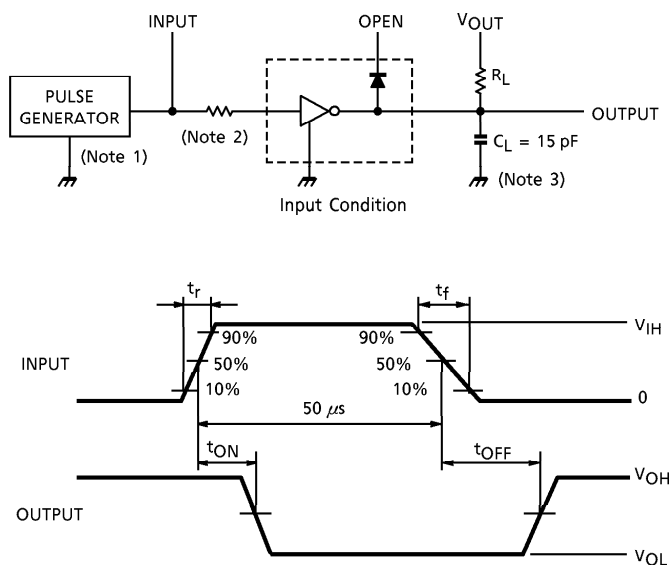 INPUT
OPEN
VOUT
PULSE
GENERATOR
(Note 1)
(Note 2)
RL
OUTPUT
CL = 15 pF
(Note 3)
Input Condition
tr
tf
VIH
90%
90%
INPUT
50%
50%
10%
10%
0
50 μs
tON
tOFF
VOH
OUTPUT
VOL